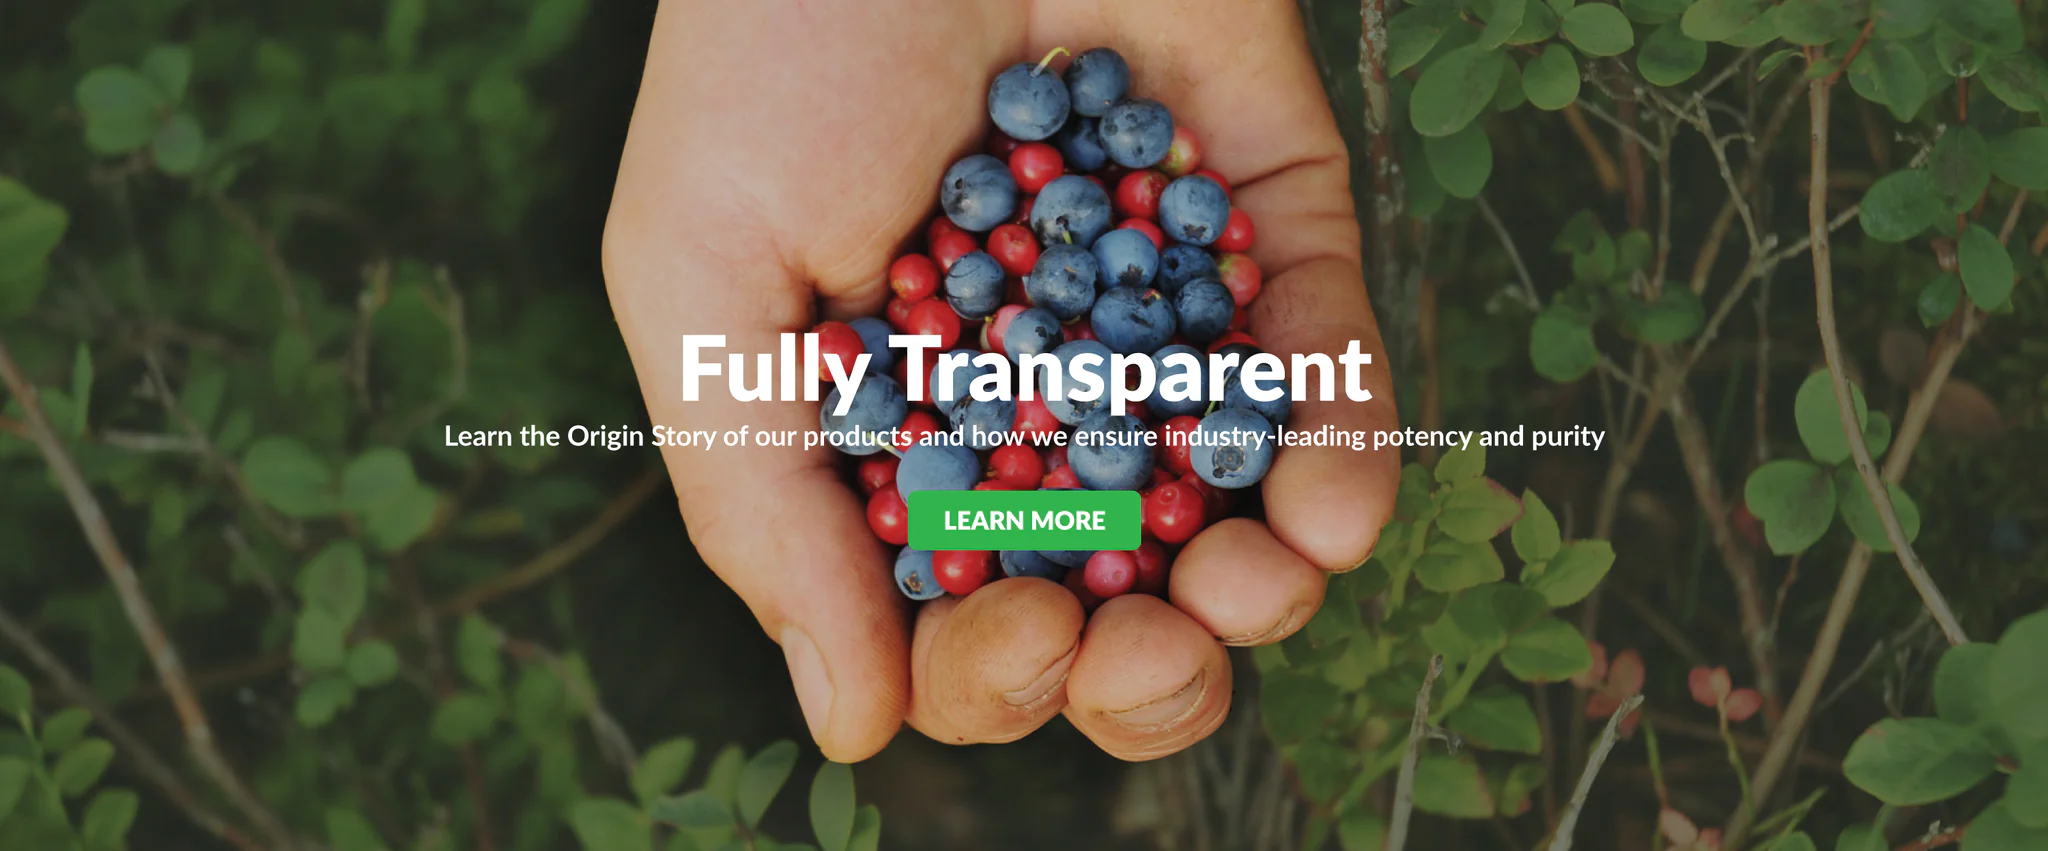 Fully Transparent
Learn the Origin Story of our products and how we ensure industry-leading potency and purity
LEARN MORE